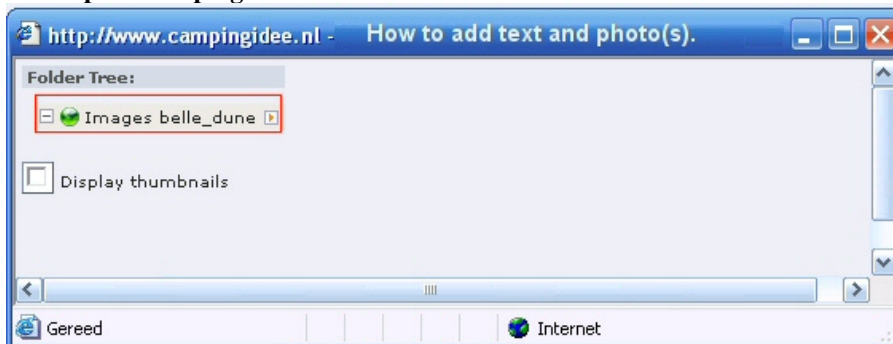 http://www.campingidee.nl - How to add text and photo(s).
Folder Tree:
Images belle_dune
Display thumbnails
Gereed Internet